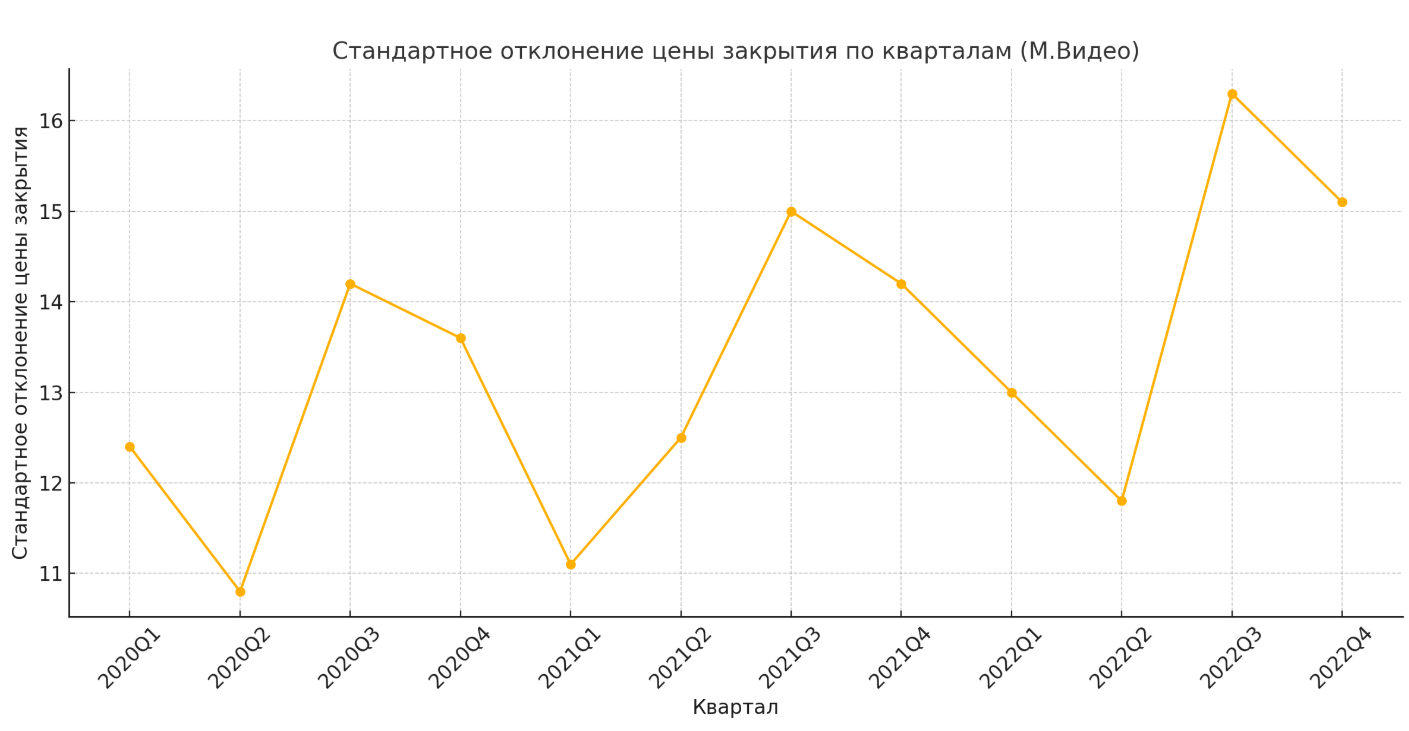 Стандартное отклонение цены закрытия по кварталам (М.Видео)
Стандартное отклонение цены закрытия
16
15
14
13
12
11
2020Q1
2020Q2
2020Q3
2020Q4
2021Q1
2021Q2
2021Q3
2021Q4
2022Q1
2022Q2
2022Q3
2022Q4
Квартал